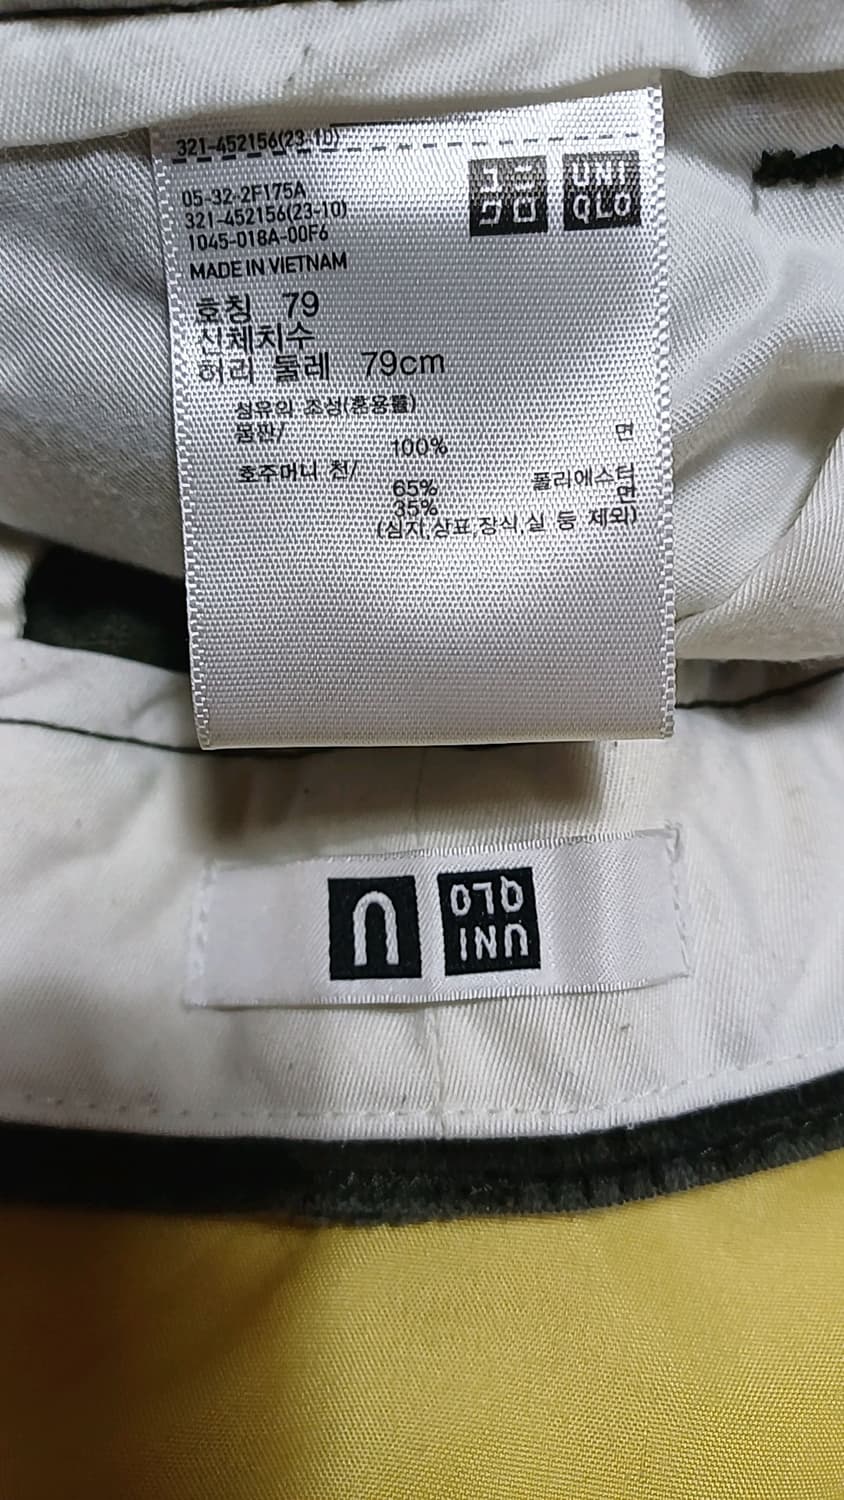 321-452156(23-10)
05-32-2F175A
321-452156(23-10)
1045-018A-00F6
MADE IN VIETNAM
ユニ
クロ
UNI
QLO
호칭 79
신체치수
허리 둘레 79cm
섬유의 조성(혼용률)
몸판/
100% 면
호주머니 천/
65% 폴리에스터
35% 면
(심지,상표,장식,실 등 제외)
U
UNI
QLO